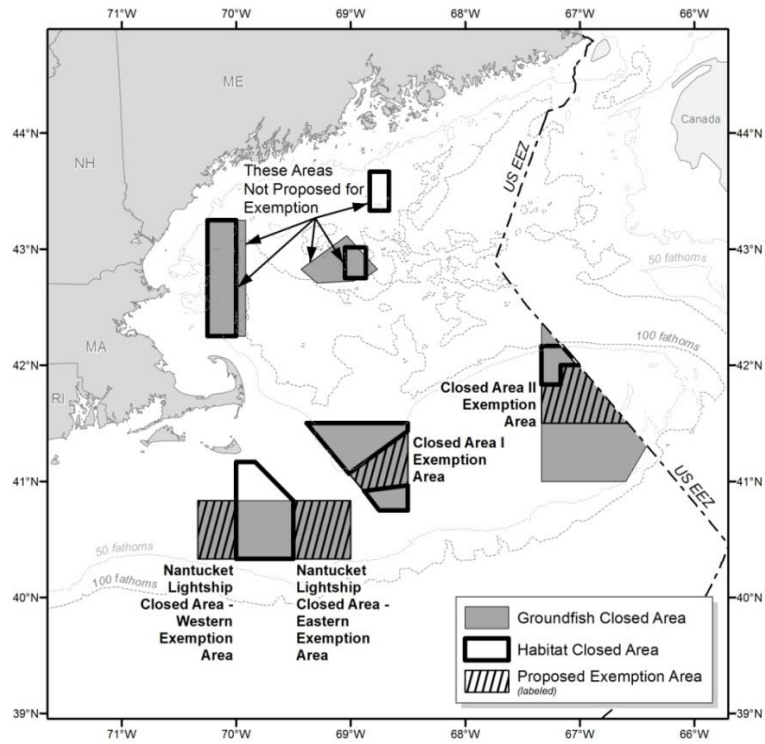 71°W 70°W 69°W 68°W 67°W 66°W
ME
44°N
44°N
Canada
NH
US EEZ
These Areas
Not Proposed for
Exemption
43°N
43°N
50 fathoms
100 fathoms
MA
42°N
42°N
RI
Closed Area II
Exemption
Area
Closed Area I
Exemption
Area
US EEZ
41°N
41°N
50 fathoms
100 fathoms
40°N
40°N
Nantucket
Lightship
Closed Area -
Western
Exemption
Area
Nantucket
Lightship
Closed Area -
Eastern
Exemption
Area
Groundfish Closed Area
Habitat Closed Area
Proposed Exemption Area
(labeled)
39°N
39°N
71°W 70°W 69°W 68°W 67°W 66°W